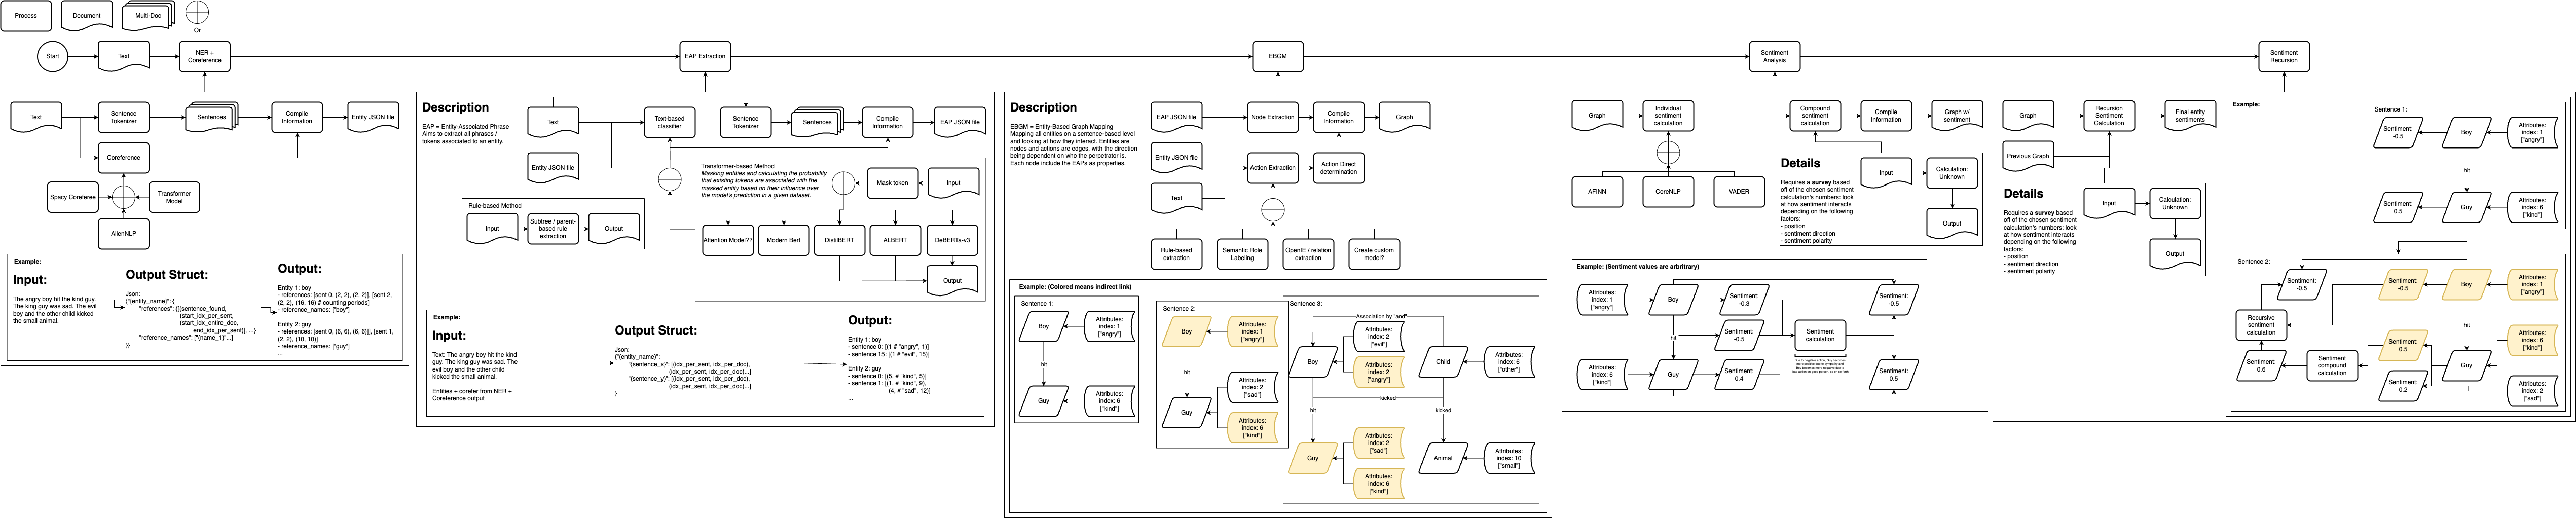 Process
Document
Multi-Doc
Or
Start
Text
NER +
Coreference
EAP Extraction
EBGM
Sentiment
Analysis
Sentiment
Recursion
Text
Sentence
Tokenizer
Sentences
Compile
Information
Entity JSON file
Coreference
Spacy Coreferee
Transformer
Model
AllenNLP
Example:
Input:
The angry boy hit the kind guy.
The king guy was sad. The evil
boy and the other child kicked
the small animal.
Output Struct:
Json:
{"(entity_name)": {
"references": {[(sentence_found,
(start_idx_per_sent,
(start_idx_entire_doc,
end_idx_per_sent)], ...}
"reference_names": ["(name_1)"...]
}}
Output:
Entity 1: boy
- references: [sent 0, (2, 2), (2, 2)], [sent 2,
(2, 2), (16, 16) # counting periods]
- reference_names: ["boy"]
Entity 2: guy
- references: [sent 0, (6, 6), (6, 6)], [sent 1,
(2, 2), (10, 10)]
- reference_names: ["guy"]
...
Description
EAP = Entity-Associated Phrase
Aims to extract all phrases /
tokens associated to an entity.
Text
Text-based
classifier
Sentence
Tokenizer
Sentences
Compile
Information
EAP JSON file
Entity JSON file
Rule-based Method
Input
Subtree / parent-
based rule
extraction
Output
Transformer-based Method
Masking entities and calculating the probability
that existing tokens are associated with the
masked entity based on their influence over
the model's prediction in a given dataset.
Mask token
Input
Attention Model??
Modern Bert
DistilBERT
ALBERT
DeBERTa-v3
Output
Example:
Input:
Text: The angry boy hit the kind
guy, The king guy was sad. The
evil boy and the other child
kicked the small animal.
Entities + corefer from NER +
Coreference output
Output Struct:
Json:
{"(entity_name)":
"(sentence_x)": [(idx_per_sent, idx_per_doc),
(idx_per_sent, idx_per_doc)...]
"(sentence_y)": [(idx_per_sent, idx_per_doc),
(idx_per_sent, idx_per_doc)...]
}
Output:
Entity 1: boy
- sentence 0: [(1 # "angry", 1)]
- sentence 15: [(1 # "evil", 15)]
Entity 2: guy
- sentence 0: [(5, # "kind", 5)]
- sentence 1: [(1, # "kind", 9),
(4, # "sad", 12)]
...
Description
EBGM = Entity-Based Graph Mapping
Mapping all entities on a sentence-based level
and looking at how they interact. Entities are
nodes and actions are edges, with the direction
being dependent on who the perpetrator is.
Each node include the EAPs as properties.
EAP JSON file
Node Extraction
Compile
Information
Graph
Entity JSON file
Action Extraction
Action Direct
determination
Text
Rule-based
extraction
Semantic Role
Labeling
OpenIE / relation
extraction
Create custom
model?
Example: (Colored means indirect link)
Sentence 1:
Boy
Attributes:
index: 1
["angry"]
hit
Guy
Attributes:
index: 6
["kind"]
Sentence 2:
Boy
Attributes:
index: 1
["angry"]
hit
Guy
Attributes:
index: 2
["sad"]
Attributes:
index: 6
["kind"]
Sentence 3:
Association by "and"
Boy
Attributes:
index: 2
["evil"]
Attributes:
index: 2
["angry"]
Child
Attributes:
index: 6
["other"]
kicked
hit
kicked
Guy
Attributes:
index: 2
["sad"]
Attributes:
index: 6
["kind"]
Animal
Attributes:
index: 10
["small"]
Graph
Individual
sentiment
calculation
Compound
sentiment
calculation
Compile
Information
Graph w/
sentiment
AFINN
CoreNLP
VADER
Details
Requires a survey based
off of the chosen sentiment
calculation's numbers: look
at how sentiment interacts
depending on the following
factors:
- position
- sentiment direction
- sentiment polarity
Input
Calculation:
Unknown
Output
Example: (Sentiment values are arbritrary)
Attributes:
index: 1
["angry"]
Boy
Sentiment:
-0.3
Sentiment:
-0.5
hit
Sentiment:
-0.5
Sentiment
calculation
Attributes:
index: 6
["kind"]
Guy
Sentiment:
0.4
Sentiment:
0.5
Graph
Recursion
Sentiment
Calculation
Final entity
sentiments
Previous Graph
Details
Requires a survey based
off of the chosen sentiment
calculation's numbers: look
at how sentiment interacts
depending on the following
factors:
- position
- sentiment direction
- sentiment polarity
Input
Calculation:
Unknown
Output
Example:
Sentence 1:
Sentiment:
-0.5
Boy
Attributes:
index: 1
["angry"]
hit
Sentiment:
0.5
Guy
Attributes:
index: 6
["kind"]
Sentence 2:
Sentiment:
-0.5
Sentiment:
-0.5
Boy
Attributes:
index: 1
["angry"]
Recursive
sentiment
calculation
hit
Sentiment:
0.5
Attributes:
index: 6
["kind"]
Sentiment:
0.6
Sentiment
compound
calculation
Guy
Sentiment:
0.2
Attributes:
index: 2
["sad"]